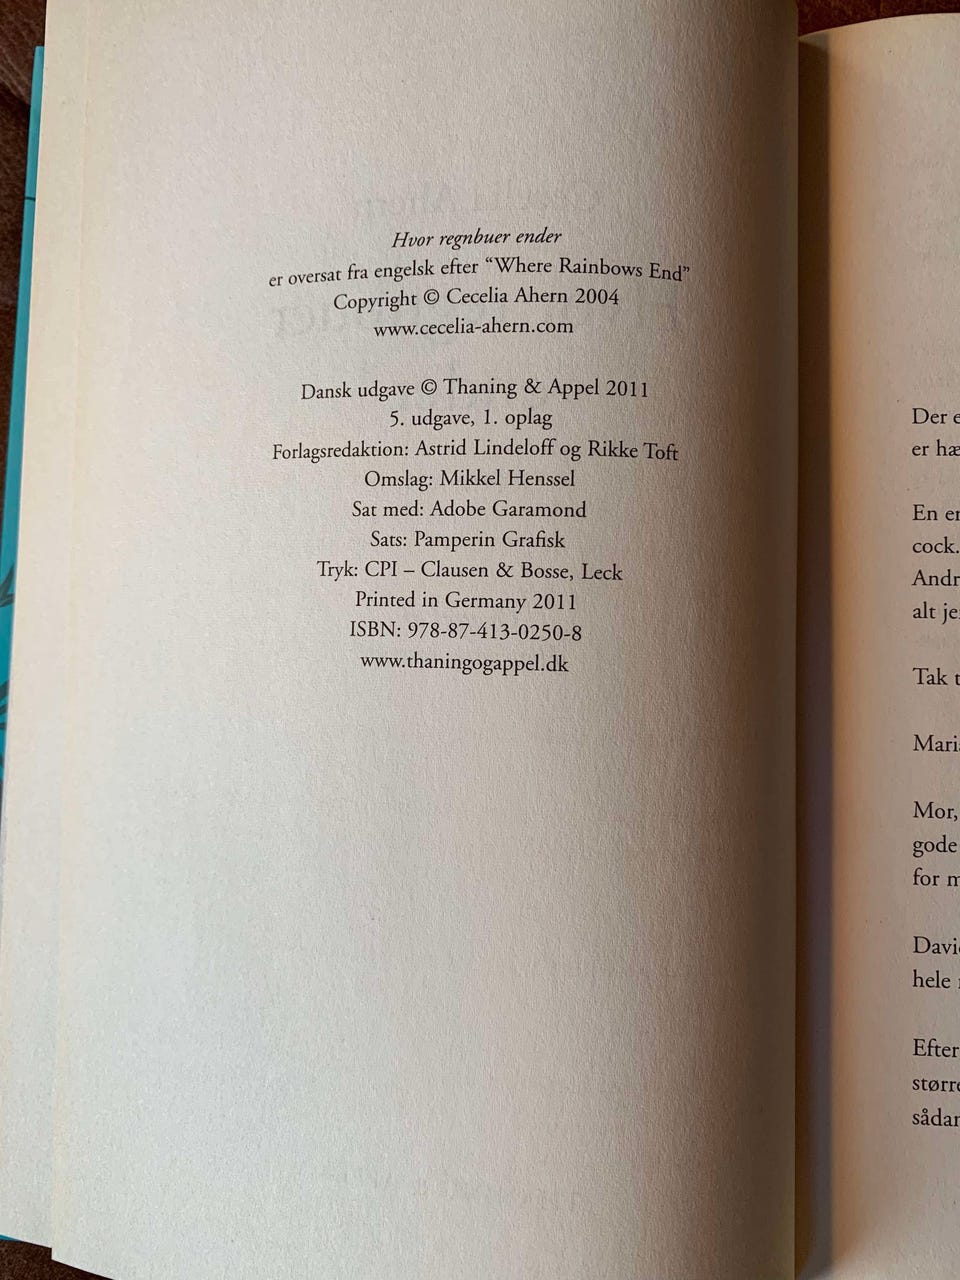 Hvor regnbuer ender
er oversat fra engelsk efter “Where Rainbows End”
Copyright © Cecelia Ahern 2004
www.cecelia-ahern.com
Dansk udgave © Thaning & Appel 2011
5. udgave, 1. oplag
Forlagsredaktion: Astrid Lindeloff og Rikke Toft
Omslag: Mikkel Henssel
Sat med: Adobe Garamond
Sats: Pamperin Grafisk
Tryk: CPI – Clausen & Bosse, Leck
Printed in Germany 2011
ISBN: 978-87-413-0250-8
www.thaningogappel.dk
Der
er
En
cock.
alt
Tak
Mor,
gode
for
hele